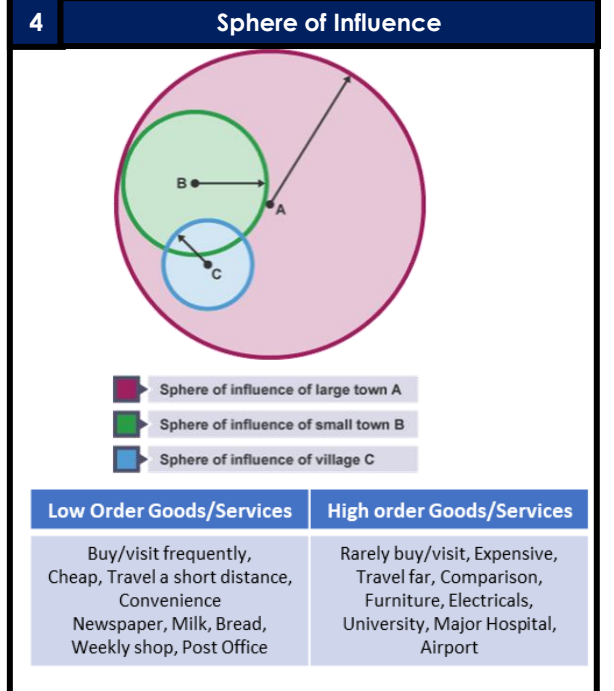 4
Sphere of Influence
B
A
C
Sphere of influence of large town A
Sphere of influence of small town B
Sphere of influence of village C
Low Order Goods/Services
High order Goods/Services
Buy/visit frequently,
Cheap, Travel a short distance,
Convenience
Newspaper, Milk, Bread,
Weekly shop, Post Office
Rarely buy/visit, Expensive,
Travel far, Comparison,
Furniture, Electricals,
University, Major Hospital,
Airport